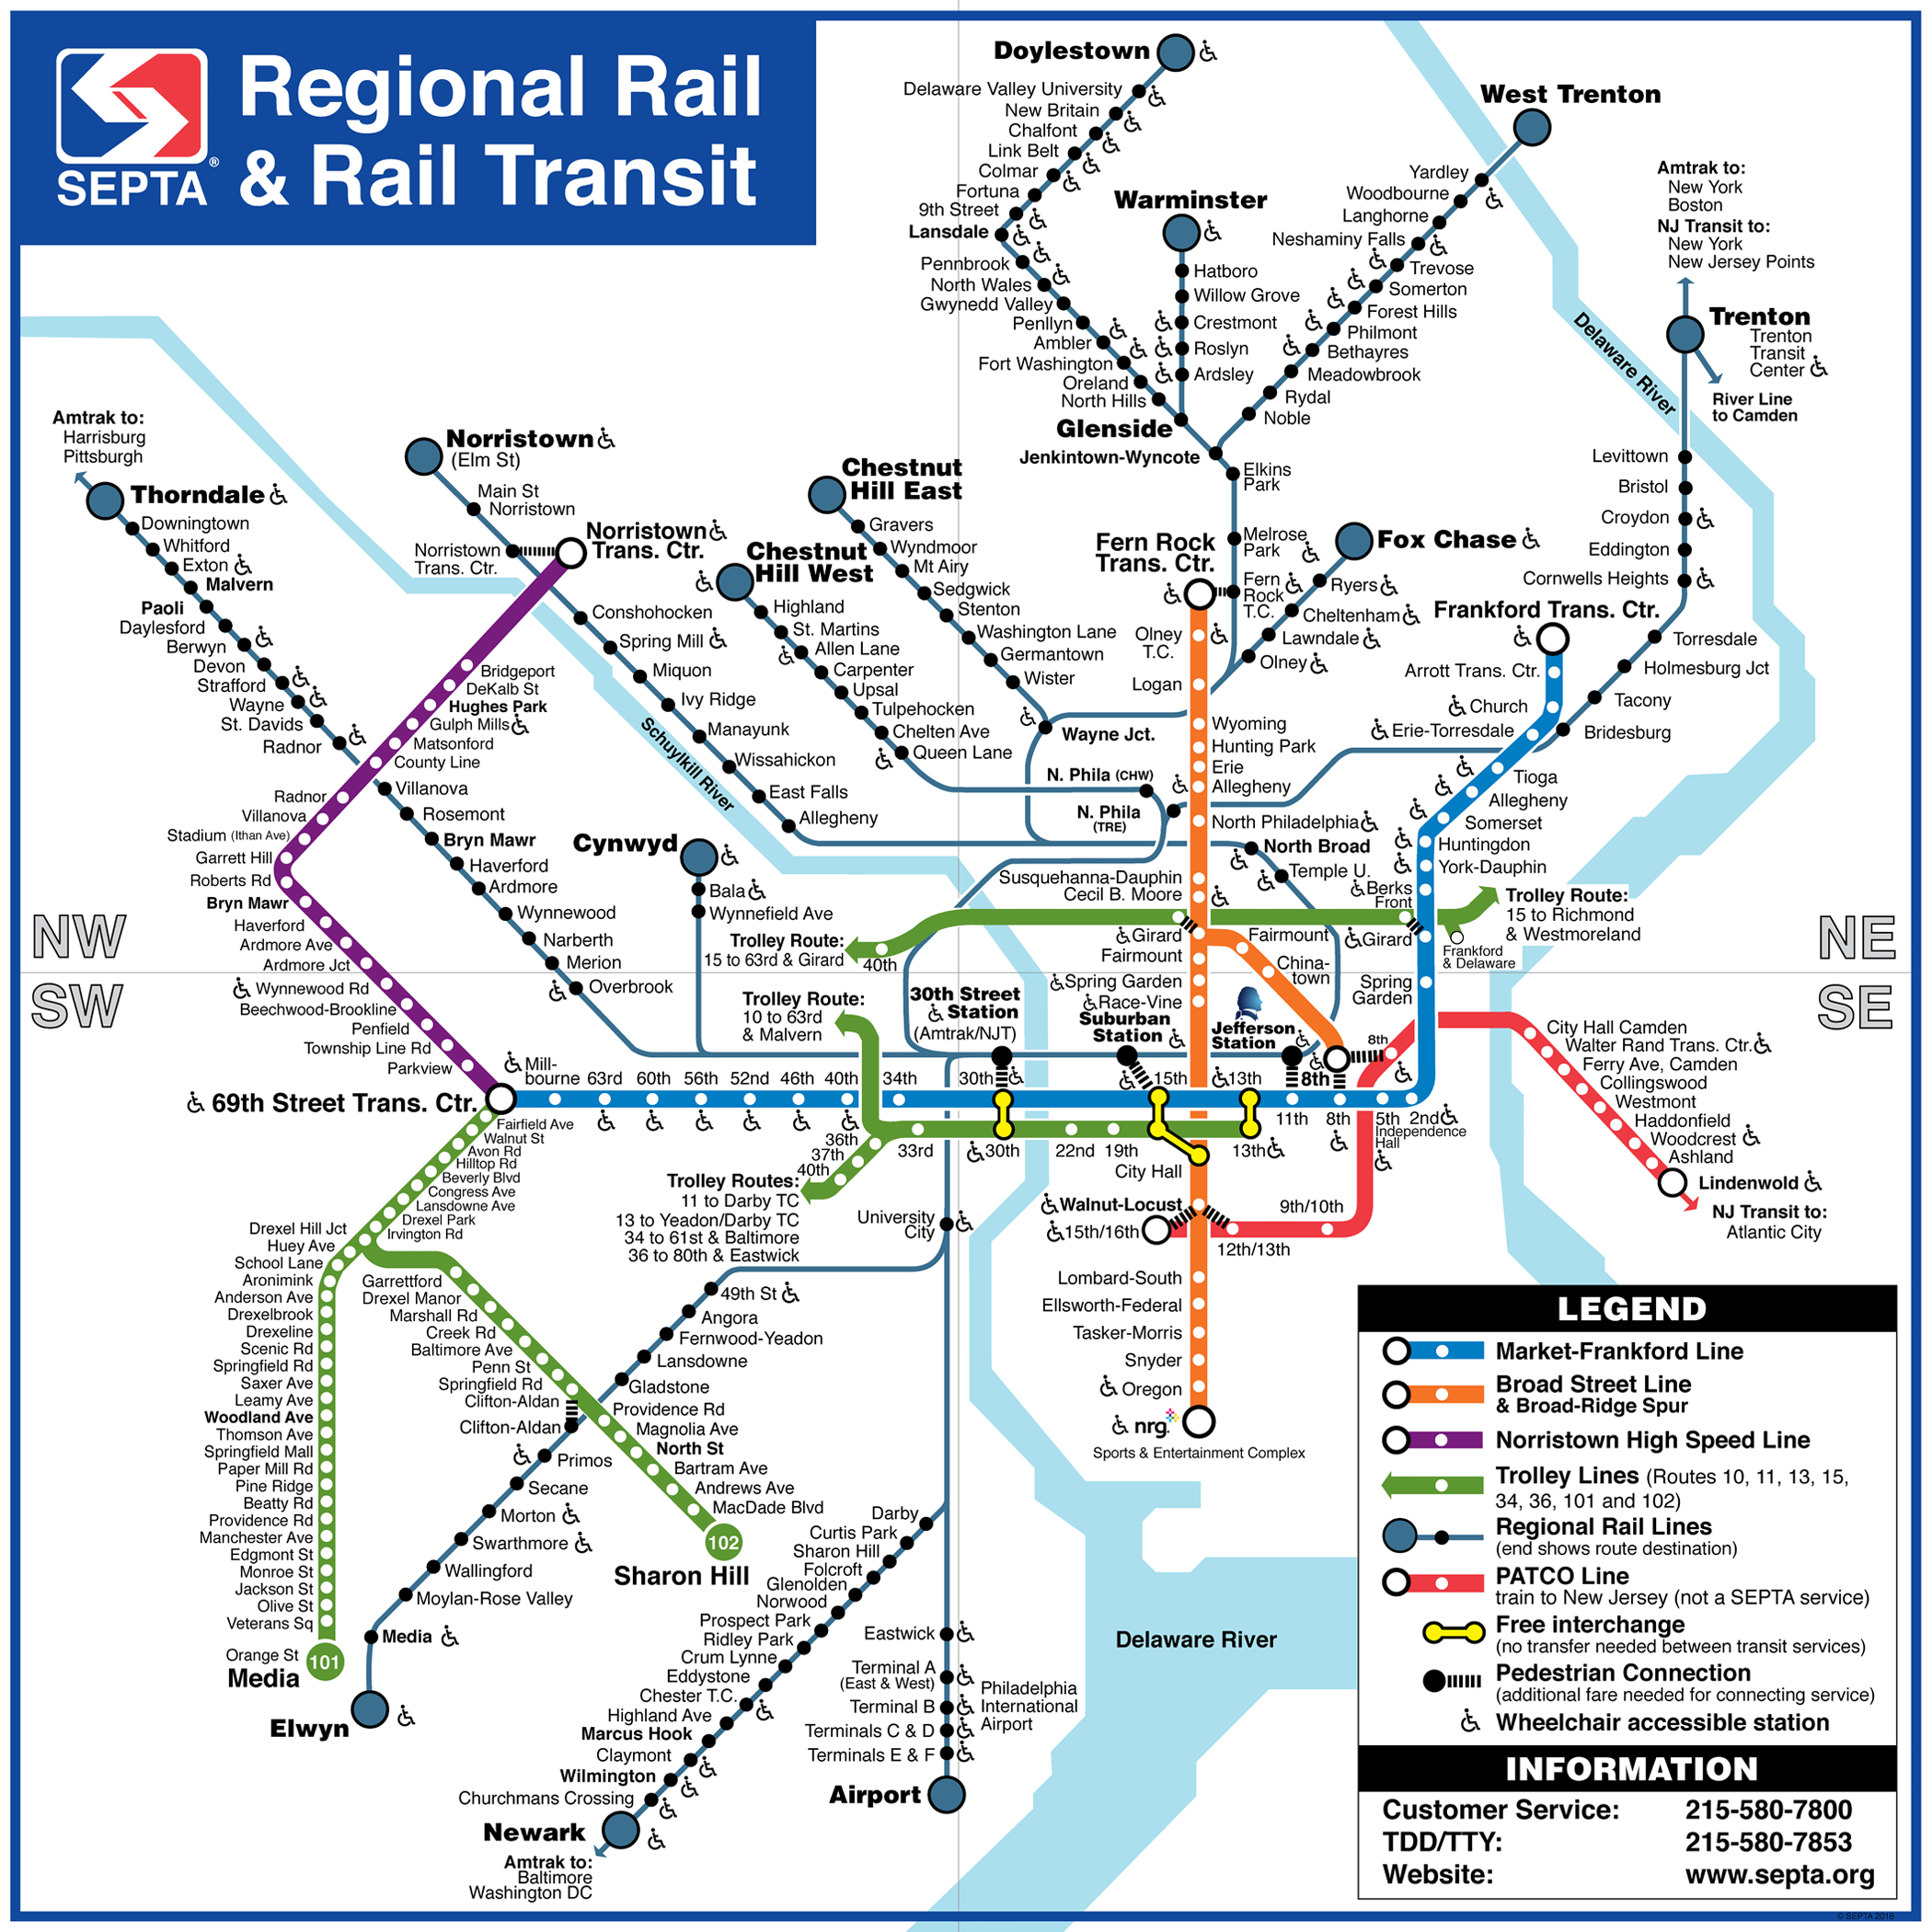 SEPTA®
Regional Rail
& Rail Transit
Doylestown
Delaware Valley University
New Britain
Chalfont
Link Belt
Colmar
Fortuna
9th Street
Lansdale
Pennbrook
North Wales
Gwynedd Valley
Penllyn
Ambler
Fort Washington
Oreland
North Hills
Glenside
Jenkintown-Wyncote
Warminster
Hatboro
Willow Grove
Crestmont
Roslyn
Ardsley
West Trenton
Yardley
Woodbourne
Langhorne
Neshaminy Falls
Trevose
Somerton
Forest Hills
Philmont
Bethayres
Meadowbrook
Rydal
Noble
Elkins
Park
Melrose
Park
Fern
Rock
T.C.
Amtrak to:
New York
Boston
NJ Transit to:
New York
New Jersey Points
Trenton
Trenton
Transit
Center
River Line
to Camden
Delaware River
Levittown
Bristol
Croydon
Eddington
Cornwells Heights
Torresdale
Holmesburg Jct
Tacony
Bridesburg
Amtrak to:
Harrisburg
Pittsburgh
Thorndale
Downingtown
Whitford
Exton
Malvern
Paoli
Daylesford
Berwyn
Devon
Strafford
Wayne
St. Davids
Radnor
Villanova
Rosemont
Bryn Mawr
Haverford
Ardmore
Wynnewood
Narberth
Merion
Overbrook
Norristown
(Elm St)
Main St
Norristown
Norristown
Trans. Ctr.
Norristown
Trans. Ctr.
Conshohocken
Spring Mill
Miquon
Ivy Ridge
Manayunk
Wissahickon
East Falls
Allegheny
Schuylkill River
Bridgeport
DeKalb St
Hughes Park
Gulph Mills
Matsonford
County Line
Radnor
Villanova
Stadium (Ithan Ave)
Garrett Hill
Roberts Rd
Bryn Mawr
Haverford
Ardmore Ave
Ardmore Jct
Wynnewood Rd
Beechwood-Brookline
Penfield
Township Line Rd
Parkview
Chestnut
Hill East
Gravers
Wyndmoor
Mt Airy
Sedgwick
Stenton
Washington Lane
Germantown
Wister
Wayne Jct.
Chestnut
Hill West
Highland
St. Martins
Allen Lane
Carpenter
Upsal
Tulpehocken
Chelten Ave
Queen Lane
N. Phila (CHW)
N. Phila
(TRE)
Fox Chase
Ryers
Cheltenham
Lawndale
Olney
Fern Rock
Trans. Ctr.
Olney
T.C.
Logan
Wyoming
Hunting Park
Erie
Allegheny
North Philadelphia
North Broad
Temple U.
Susquehanna-Dauphin
Cecil B. Moore
Girard
Fairmount
Spring Garden
Race-Vine
Fairmount
China-
town
Frankford Trans. Ctr.
Arrott Trans. Ctr.
Church
Erie-Torresdale
Tioga
Allegheny
Somerset
Huntingdon
York-Dauphin
Berks
Front
Girard
Spring
Garden
Trolley Route:
15 to Richmond
& Westmoreland
Frankford
& Delaware
Cynwyd
Bala
Wynnefield Ave
Trolley Route:
15 to 63rd & Girard
40th
Trolley Route:
10 to 63rd
& Malvern
NW
SW
NE
SE
30th Street
Station
(Amtrak/NJT)
Suburban
Station
Jefferson
Station
8th
8th
69th Street Trans. Ctr.
Mill-
bourne
63rd
60th
56th
52nd
46th
40th
34th
30th
15th
13th
11th
8th
5th
Independence
Hall
2nd
36th
37th
40th
33rd
30th
22nd
19th
13th
City Hall
Trolley Routes:
11 to Darby TC
13 to Yeadon/Darby TC
34 to 61st & Baltimore
36 to 80th & Eastwick
Walnut-Locust
15th/16th
12th/13th
9th/10th
City Hall Camden
Walter Rand Trans. Ctr.
Ferry Ave, Camden
Collingswood
Westmont
Haddonfield
Woodcrest
Ashland
Lindenwold
NJ Transit to:
Atlantic City
Lombard-South
Ellsworth-Federal
Tasker-Morris
Snyder
Oregon
nrg.
Sports & Entertainment Complex
Fairfield Ave
Walnut St
Avon Rd
Hilltop Rd
Beverly Blvd
Congress Ave
Lansdowne Ave
Drexel Park
Irvington Rd
Drexel Hill Jct
Huey Ave
School Lane
Aronimink
Anderson Ave
Drexelbrook
Drexeline
Scenic Rd
Springfield Rd
Saxer Ave
Leamy Ave
Woodland Ave
Thomson Ave
Springfield Mall
Paper Mill Rd
Pine Ridge
Beatty Rd
Providence Rd
Manchester Ave
Edgmont St
Monroe St
Jackson St
Olive St
Veterans Sq
Orange St
Media
101
Garrettford
Drexel Manor
Marshall Rd
Creek Rd
Baltimore Ave
Penn St
Springfield Rd
Clifton-Aldan
Clifton-Aldan
Providence Rd
Magnolia Ave
North St
Bartram Ave
Andrews Ave
MacDade Blvd
102
Sharon Hill
University
City
49th St
Angora
Fernwood-Yeadon
Lansdowne
Gladstone
Primos
Secane
Morton
Swarthmore
Wallingford
Moylan-Rose Valley
Media
Elwyn
Darby
Curtis Park
Sharon Hill
Folcroft
Glenolden
Norwood
Prospect Park
Ridley Park
Crum Lynne
Eddystone
Chester T.C.
Highland Ave
Marcus Hook
Claymont
Wilmington
Churchmans Crossing
Newark
Amtrak to:
Baltimore
Washington DC
Eastwick
Terminal A
(East & West)
Terminal B
Terminals C & D
Terminals E & F
Philadelphia
International
Airport
Airport
Delaware River
LEGEND
Market-Frankford Line
Broad Street Line
& Broad-Ridge Spur
Norristown High Speed Line
Trolley Lines (Routes 10, 11, 13, 15,
34, 36, 101 and 102)
Regional Rail Lines
(end shows route destination)
PATCO Line
train to New Jersey (not a SEPTA service)
Free interchange
(no transfer needed between transit services)
Pedestrian Connection
(additional fare needed for connecting service)
Wheelchair accessible station
INFORMATION
Customer Service: 215-580-7800
TDD/TTY: 215-580-7853
Website: www.septa.org
© SEPTA 2018